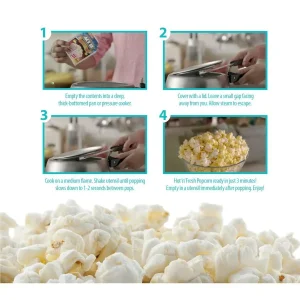 1
Empty the contents into a deep,
thick-bottomed pan or pressure cooker.
2
Cover with a lid. Leave a small gap facing
away from you. Allow steam to escape.
3
Cook on a medium flame. Shake utensil until popping
slows down to 1-2 seconds between pops.
4
Hot n Fresh Popcorn ready in just 3 minutes!
Empty in a utensil immediately after popping. Enjoy!